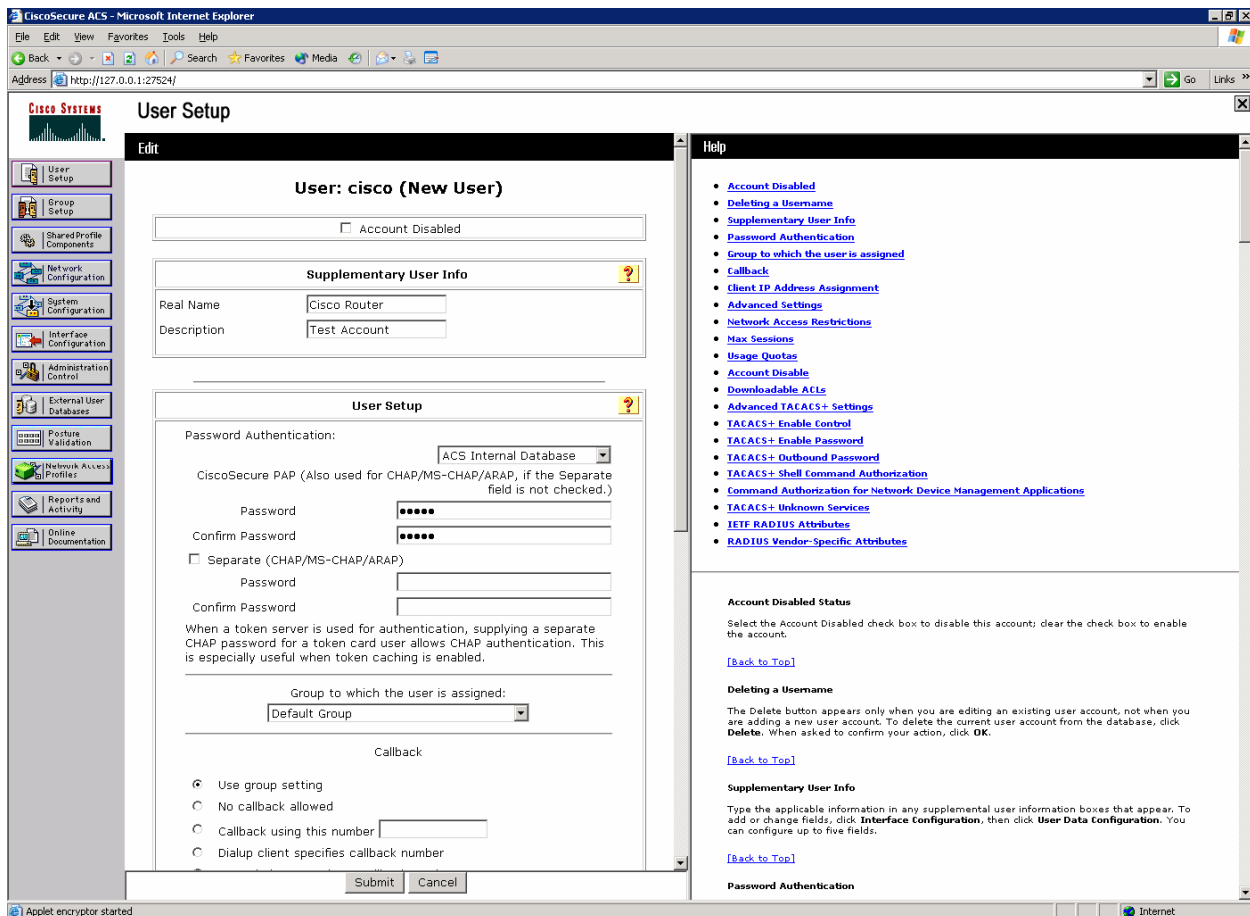 CiscoSecure ACS - Microsoft Internet Explorer
File Edit View Favorites Tools Help
Back Search Favorites Media
Address http://127.0.0.1:27524/ Go Links »
CISCO SYSTEMS
User Setup
User Setup
Group Setup
Shared Profile Components
Network Configuration
System Configuration
Interface Configuration
Administration Control
External User Databases
Posture Validation
Network Access Profiles
Reports and Activity
Online Documentation
Edit
User: cisco (New User)
Account Disabled
Supplementary User Info ?
Real Name Cisco Router
Description Test Account
User Setup ?
Password Authentication:
ACS Internal Database
CiscoSecure PAP (Also used for CHAP/MS-CHAP/ARAP, if the Separate
field is not checked.)
Password •••••
Confirm Password •••••
Separate (CHAP/MS-CHAP/ARAP)
Password
Confirm Password
When a token server is used for authentication, supplying a separate
CHAP password for a token card user allows CHAP authentication. This
is especially useful when token caching is enabled.
Group to which the user is assigned:
Default Group
Callback
Use group setting
No callback allowed
Callback using this number
Dialup client specifies callback number
Submit Cancel
Help
• Account Disabled
• Deleting a Username
• Supplementary User Info
• Password Authentication
• Group to which the user is assigned
• Callback
• Client IP Address Assignment
• Advanced Settings
• Network Access Restrictions
• Max Sessions
• Usage Quotas
• Account Disable
• Downloadable ACLs
• Advanced TACACS+ Settings
• TACACS+ Enable Control
• TACACS+ Enable Password
• TACACS+ Outbound Password
• TACACS+ Shell Command Authorization
• Command Authorization for Network Device Management Applications
• TACACS+ Unknown Services
• IETF RADIUS Attributes
• RADIUS Vendor-Specific Attributes
Account Disabled Status
Select the Account Disabled check box to disable this account; clear the check box to enable
the account.
[Back to Top]
Deleting a Username
The Delete button appears only when you are editing an existing user account, not when you
are adding a new user account. To delete the current user account from the database, click
Delete. When asked to confirm your action, click OK.
[Back to Top]
Supplementary User Info
Type the applicable information in any supplemental user information boxes that appear. To
add or change fields, click Interface Configuration, then click User Data Configuration. You
can configure up to five fields.
[Back to Top]
Password Authentication
Applet encryptor started
Internet